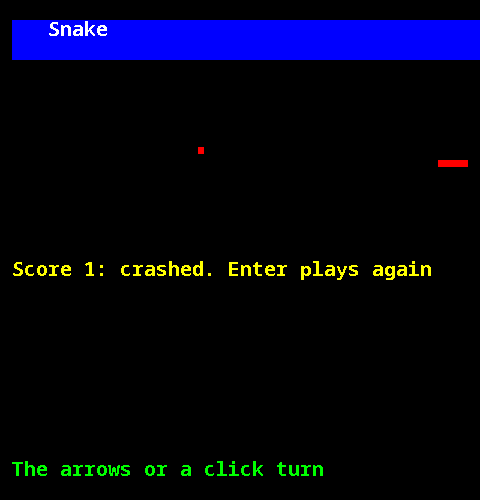 Snake
Score 1: crashed. Enter plays again
The arrows or a click turn